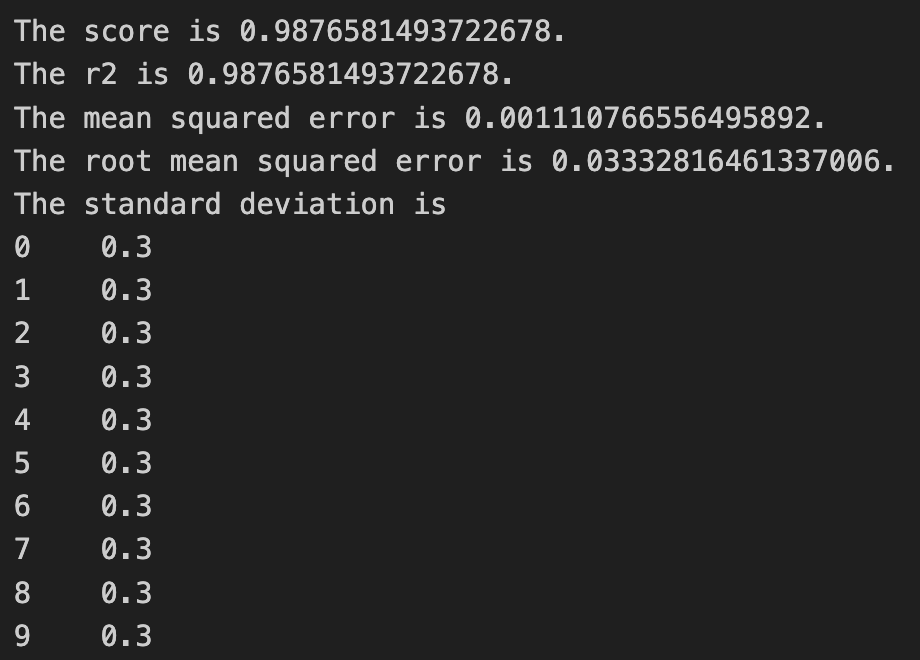 The score is 0.9876581493722678.
The r2 is 0.9876581493722678.
The mean squared error is 0.001110766556495892.
The root mean squared error is 0.03332816461337006.
The standard deviation is
0    0.3
1    0.3
2    0.3
3    0.3
4    0.3
5    0.3
6    0.3
7    0.3
8    0.3
9    0.3